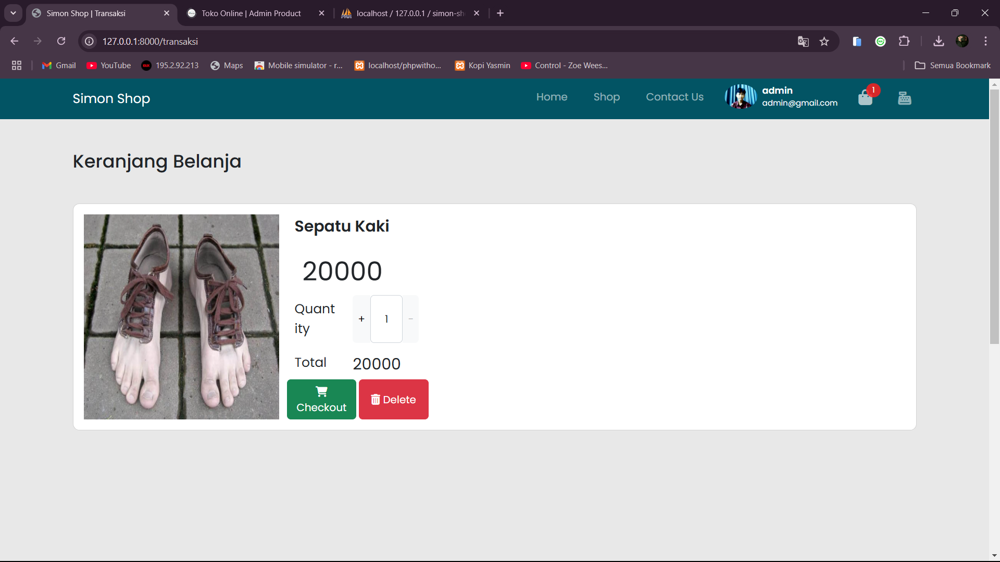 Simon Shop | Transaksi
Toko Online | Admin Product
localhost / 127.0.0.1 / simon-sh
127.0.0.1:8000/transaksi
Gmail
YouTube
195.2.92.213
Maps
Mobile simulator - r...
localhost/phpwitho...
Kopi Yasmin
Control - Zoe Wees...
Semua Bookmark
Simon Shop
Home
Shop
Contact Us
admin
admin@gmail.com
1
Keranjang Belanja
Sepatu Kaki
20000
Quant
ity
+
1
-
Total
20000
Checkout
Delete